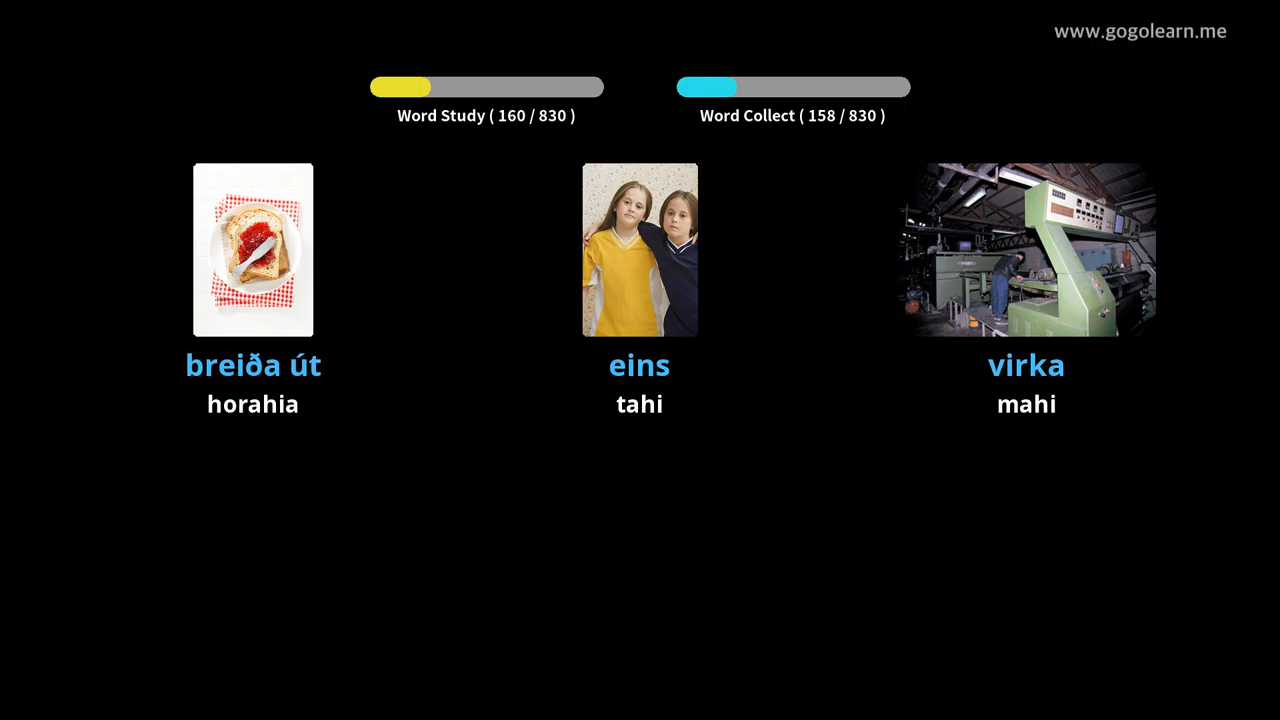 www.gogolearn.me
Word Study ( 160 / 830 )
Word Collect ( 158 / 830 )
breiða út
horahia
eins
tahi
virka
mahi